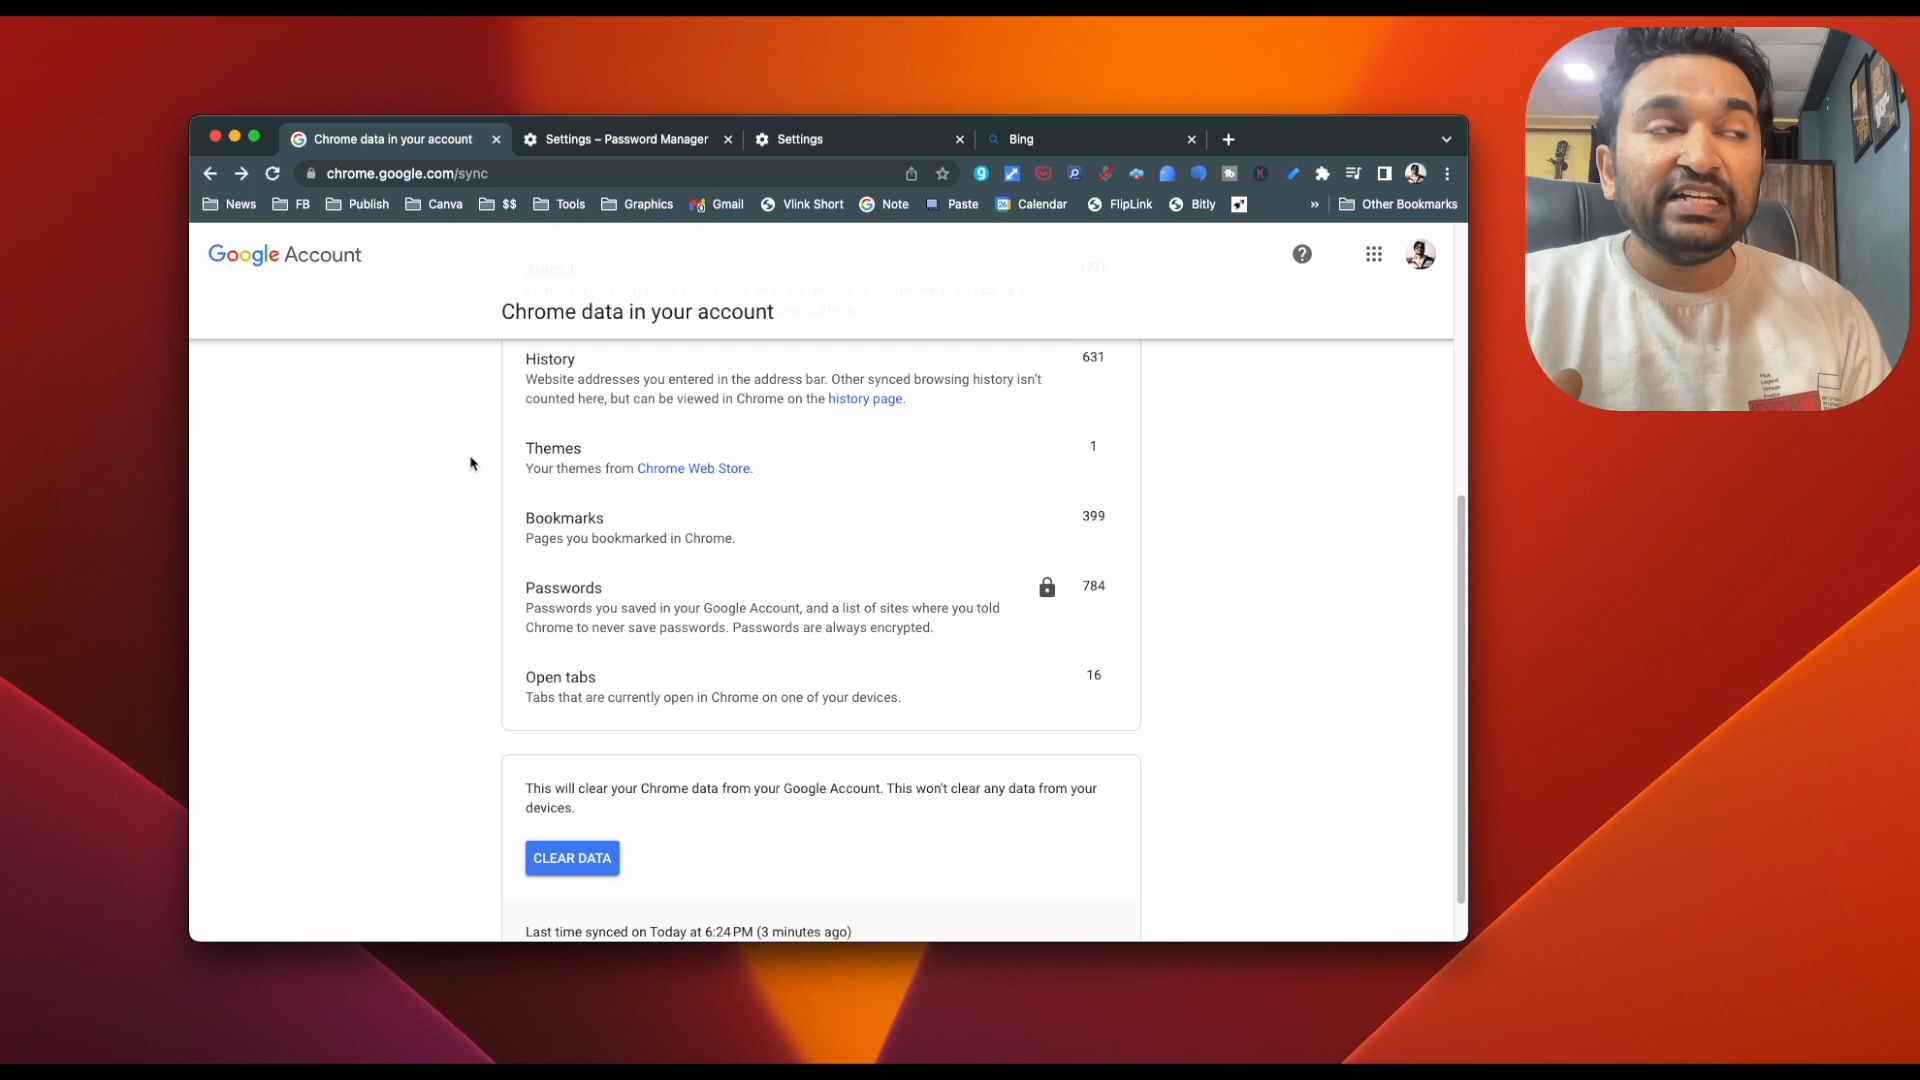 Chrome data in your account
Settings – Password Manager
Settings
Bing
chrome.google.com/sync
News
FB
Publish
Canva
$$
Tools
Graphics
Gmail
Vlink Short
Note
Paste
Calendar
FlipLink
Bitly
»
Other Bookmarks
Google Account
Autofill 1776
Chrome data in your account
History 631
Website addresses you entered in the address bar. Other synced browsing history isn't
counted here, but can be viewed in Chrome on the history page.
Themes 1
Your themes from Chrome Web Store.
Bookmarks 399
Pages you bookmarked in Chrome.
Passwords 784
Passwords you saved in your Google Account, and a list of sites where you told
Chrome to never save passwords. Passwords are always encrypted.
Open tabs 16
Tabs that are currently open in Chrome on one of your devices.
This will clear your Chrome data from your Google Account. This won't clear any data from your
devices.
CLEAR DATA
Last time synced on Today at 6:24 PM (3 minutes ago)